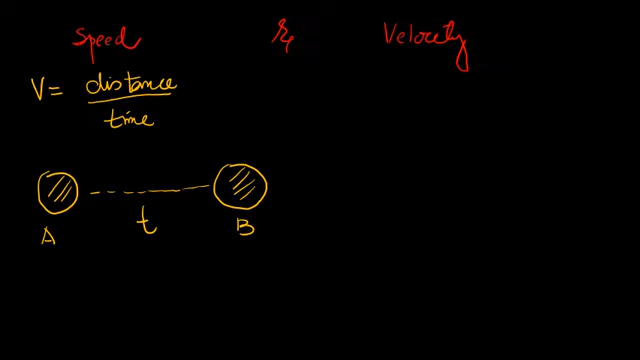 Speed & Velocity
V = distance
time
t
A B